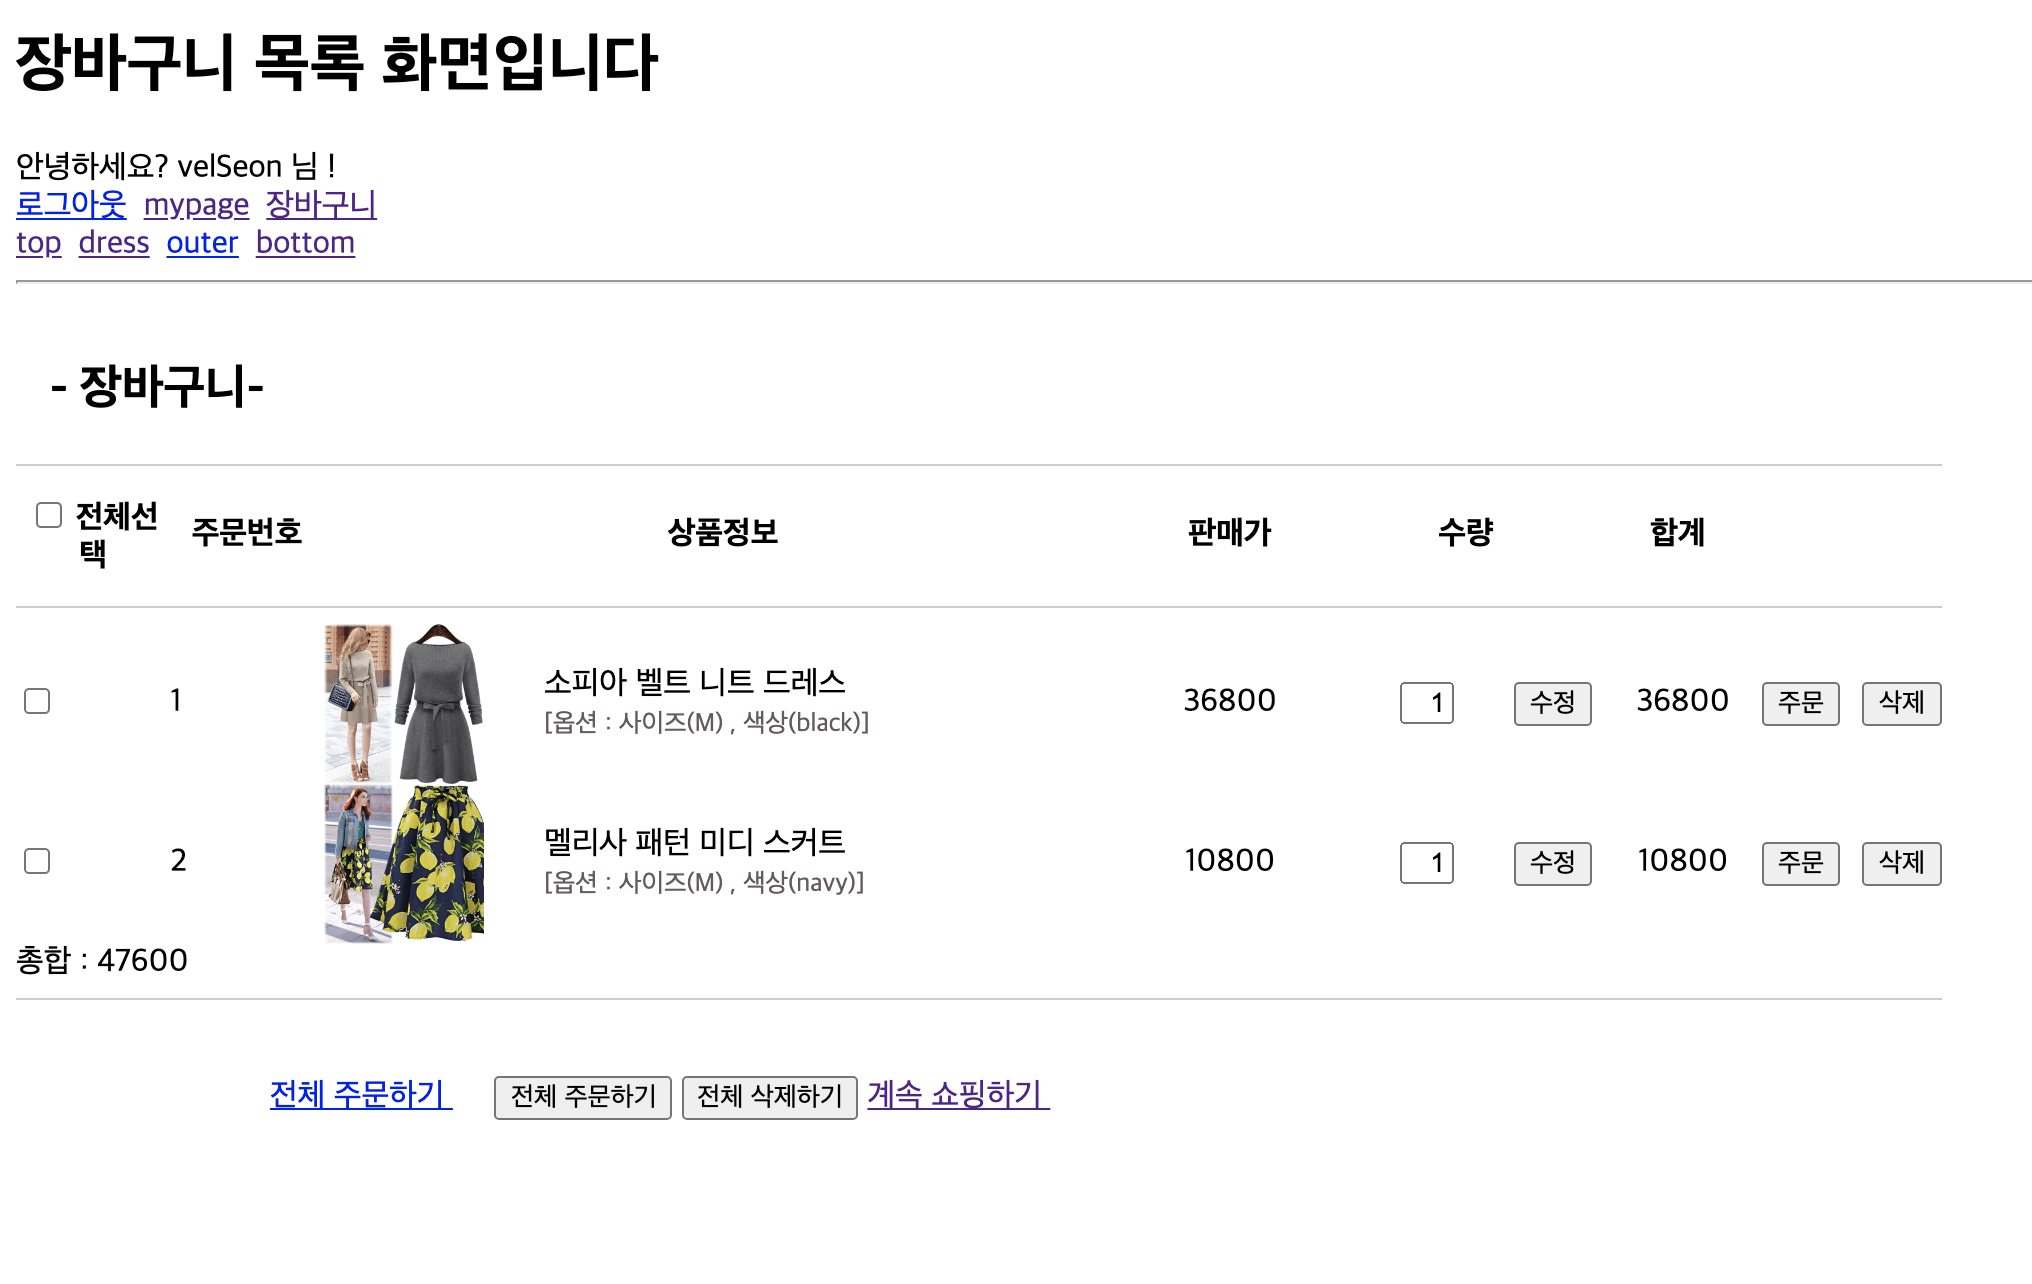 장바구니 목록 화면입니다
안녕하세요? velSeon 님 !
로그아웃 mypage 장바구니
top dress outer bottom
- 장바구니-
전체선택 주문번호 상품정보 판매가 수량 합계
1 소피아 벨트 니트 드레스 36800 1 수정 36800 주문 삭제
[옵션 : 사이즈(M) , 색상(black)]
2 멜리사 패턴 미디 스커트 10800 1 수정 10800 주문 삭제
[옵션 : 사이즈(M) , 색상(navy)]
총합 : 47600
전체 주문하기 전체 주문하기 전체 삭제하기 계속 쇼핑하기